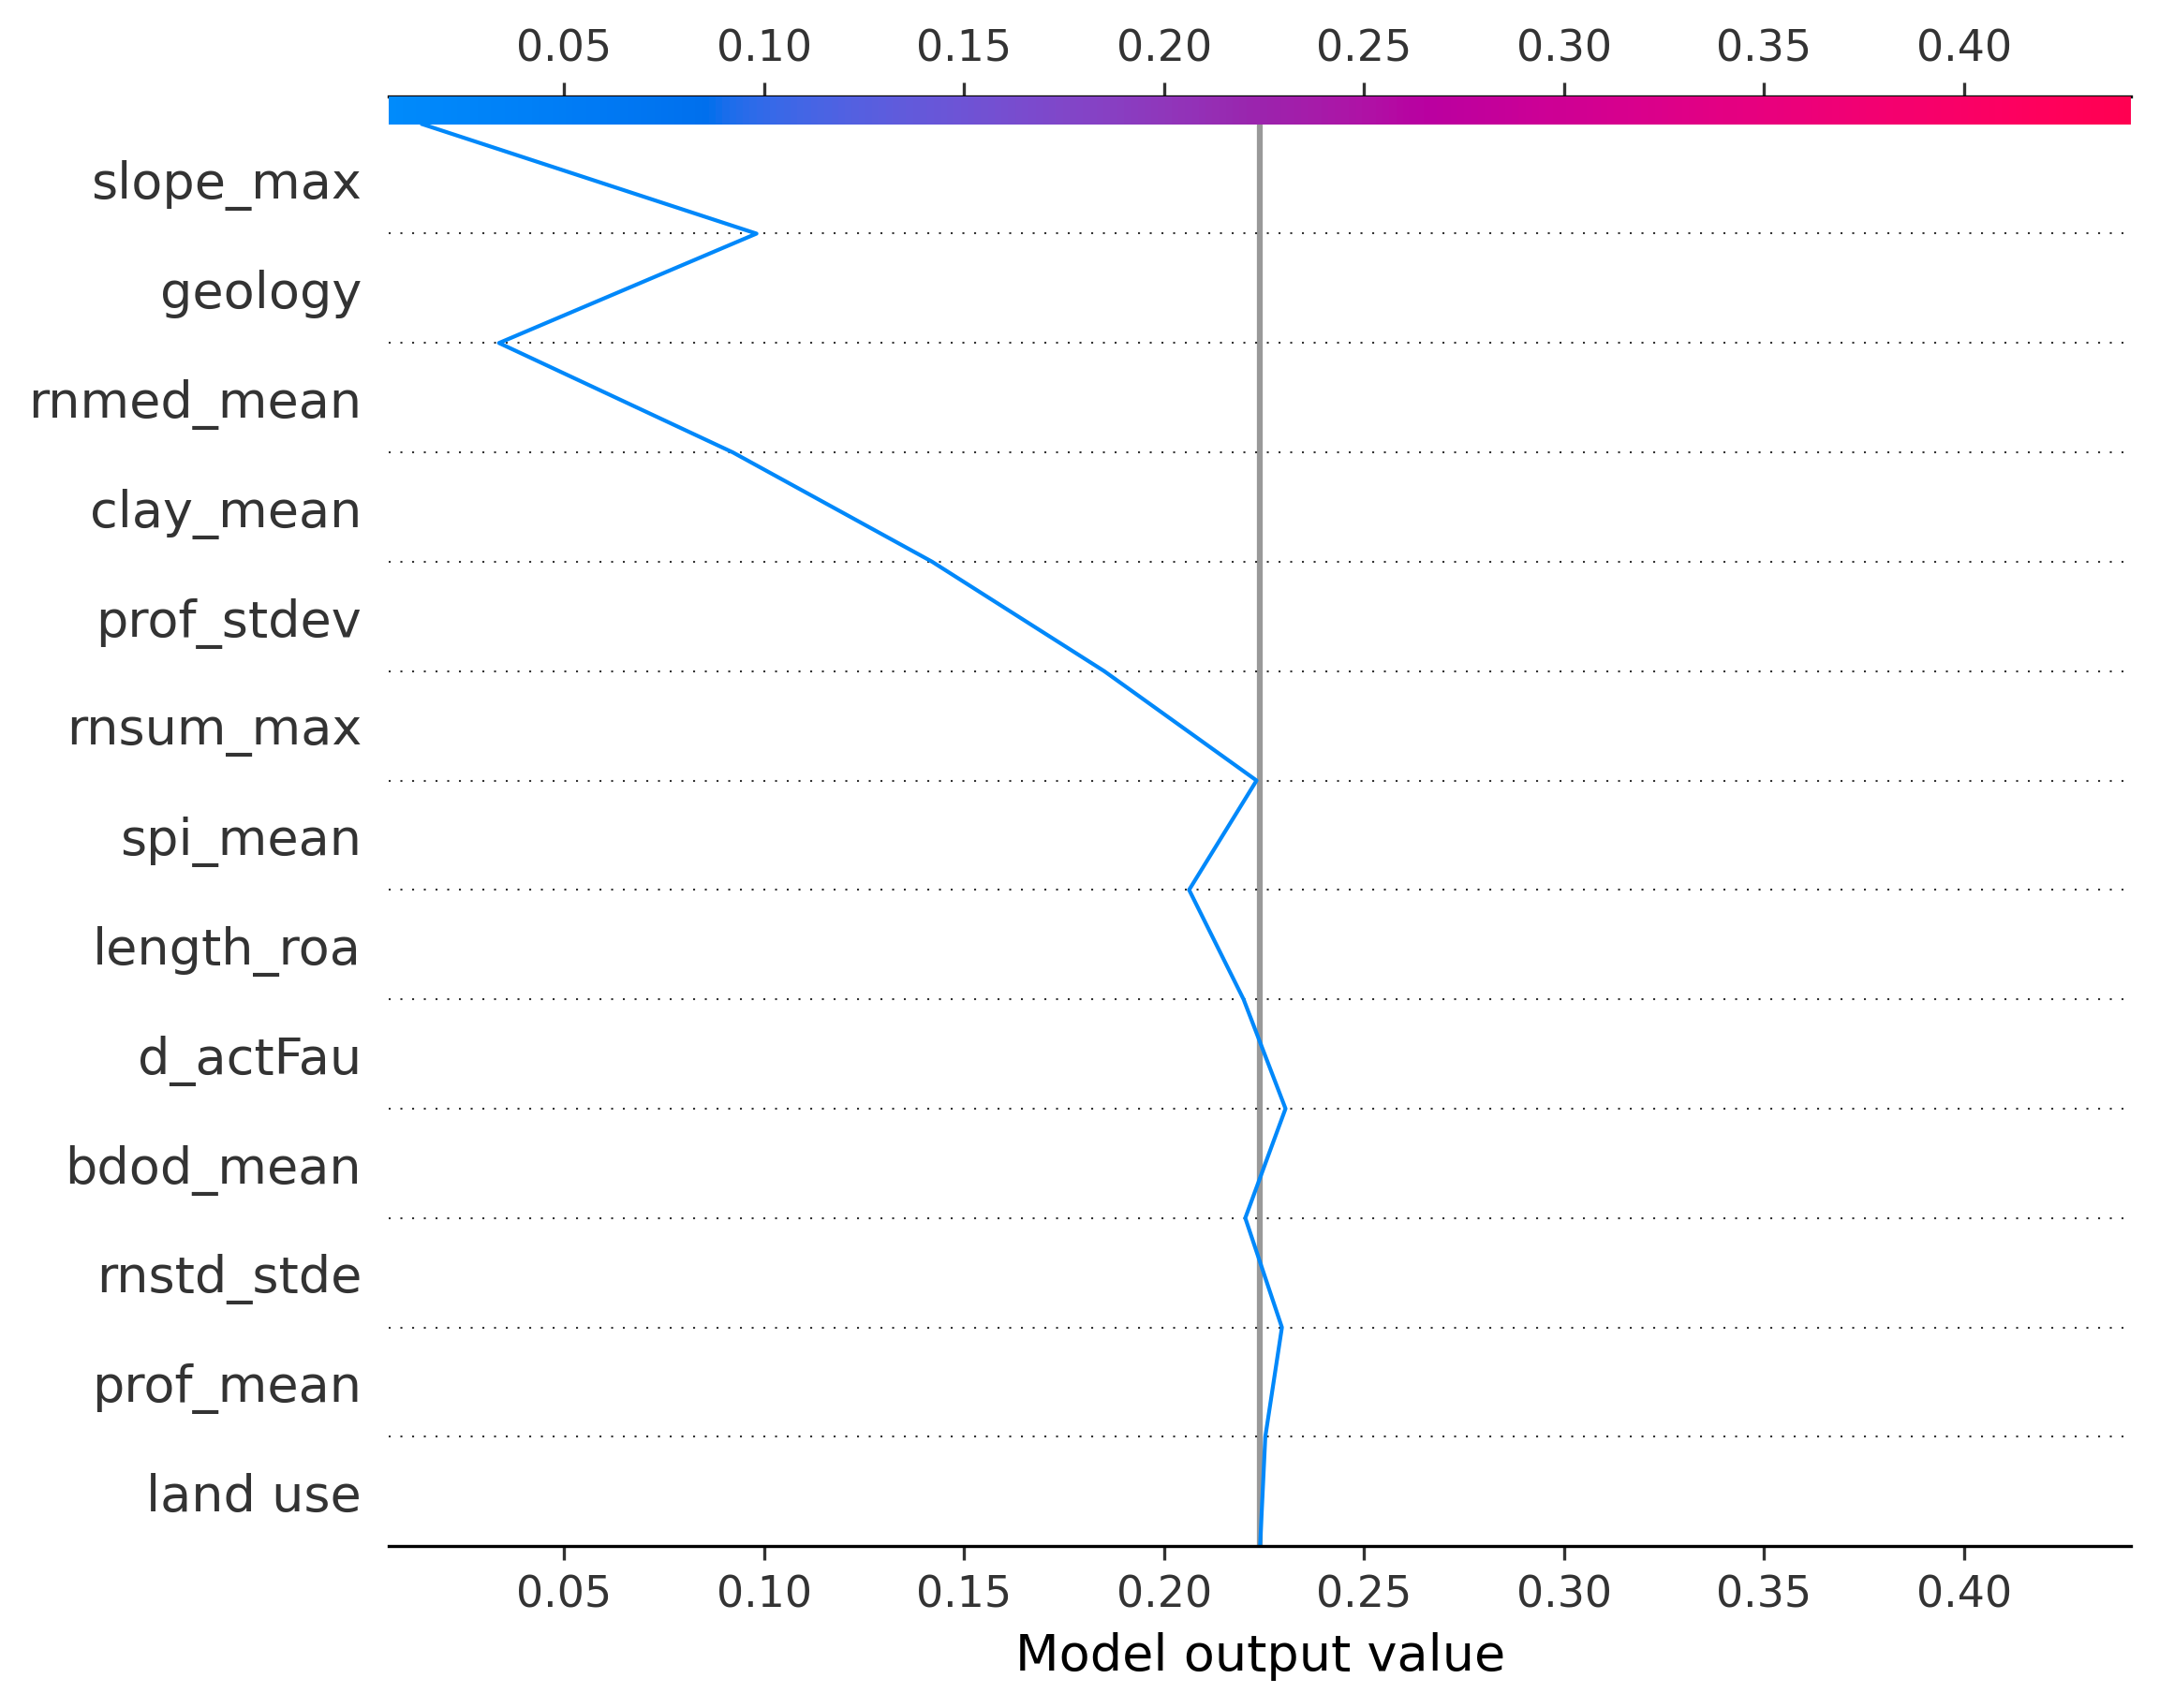 0.05 0.10 0.15 0.20 0.25 0.30 0.35 0.40
slope_max
geology
rnmed_mean
clay_mean
prof_stdev
rnsum_max
spi_mean
length_roa
d_actFau
bdod_mean
rnstd_stde
prof_mean
land use
0.05 0.10 0.15 0.20 0.25 0.30 0.35 0.40
Model output value